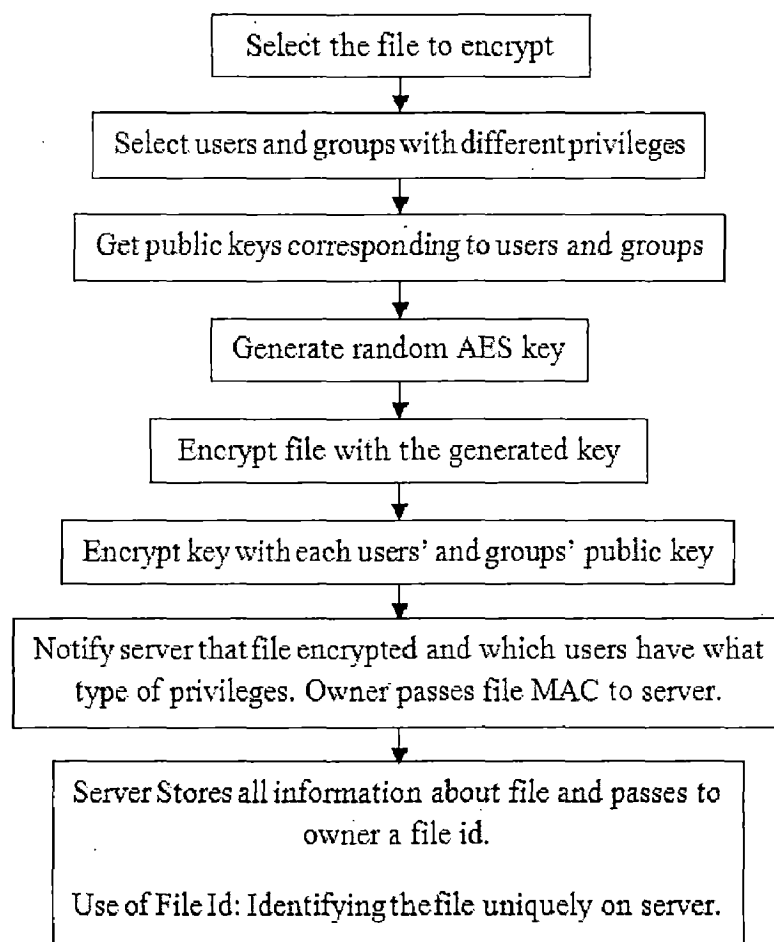 Select the file to encrypt
Select users and groups with different privileges
Get public keys corresponding to users and groups
Generate random AES key
Encrypt file with the generated key
Encrypt key with each users' and groups' public key
Notify server that file encrypted and which users have what
type of privileges. Owner passes file MAC to server.
Server Stores all information about file and passes to
owner a file id.
Use of File Id: Identifying the file uniquely on server.